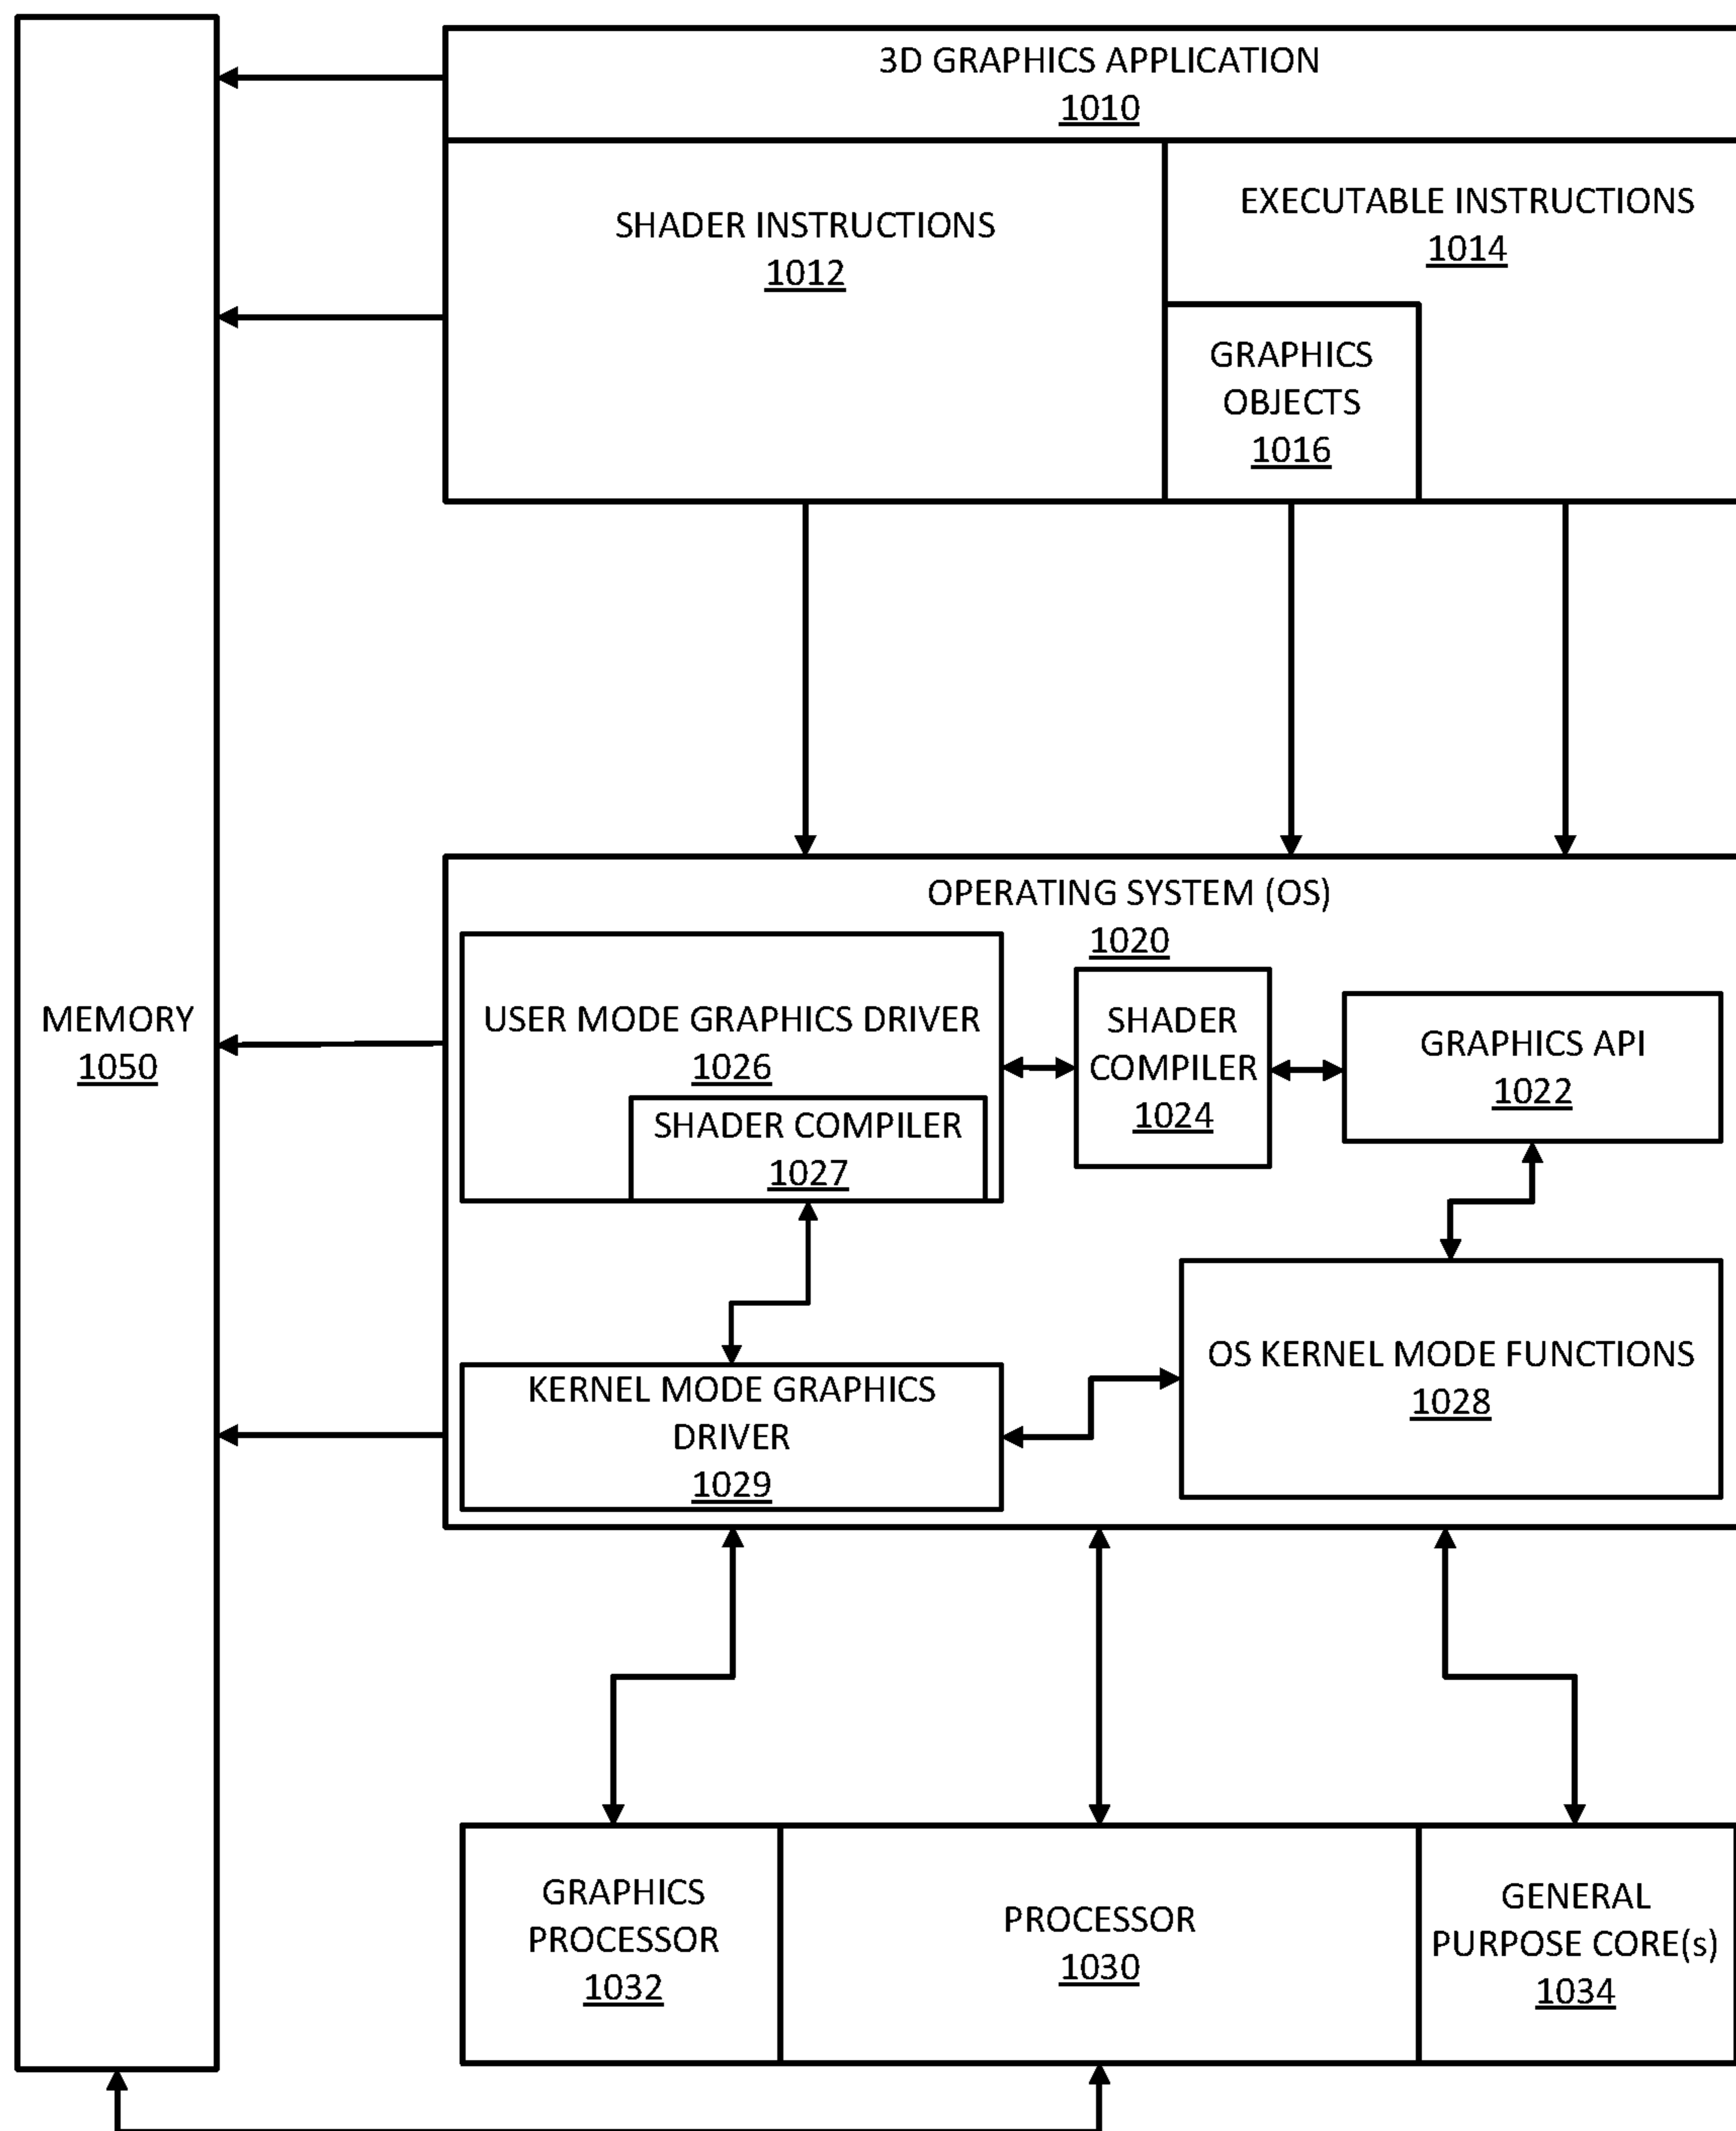 3D GRAPHICS APPLICATION
1010
SHADER INSTRUCTIONS
1012
EXECUTABLE INSTRUCTIONS
1014
GRAPHICS
OBJECTS
1016
MEMORY
1050
OPERATING SYSTEM (OS)
1020
USER MODE GRAPHICS DRIVER
1026
SHADER COMPILER
1027
SHADER
COMPILER
1024
GRAPHICS API
1022
KERNEL MODE GRAPHICS
DRIVER
1029
OS KERNEL MODE FUNCTIONS
1028
GRAPHICS
PROCESSOR
1032
PROCESSOR
1030
GENERAL
PURPOSE CORE(s)
1034